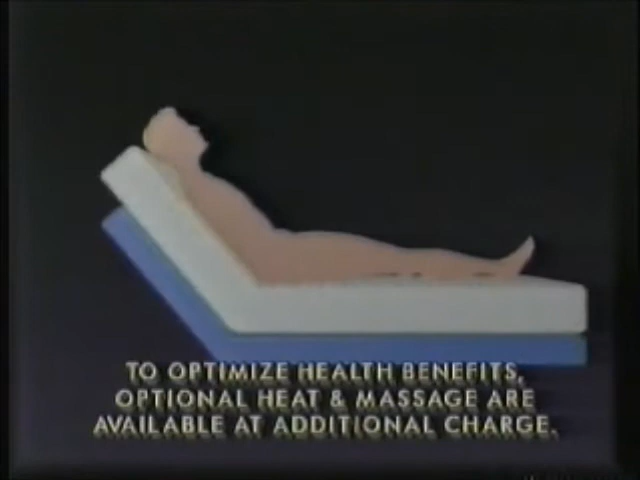 TO OPTIMIZE HEALTH BENEFITS,
OPTIONAL HEAT & MASSAGE ARE
AVAILABLE AT ADDITIONAL CHARGE.